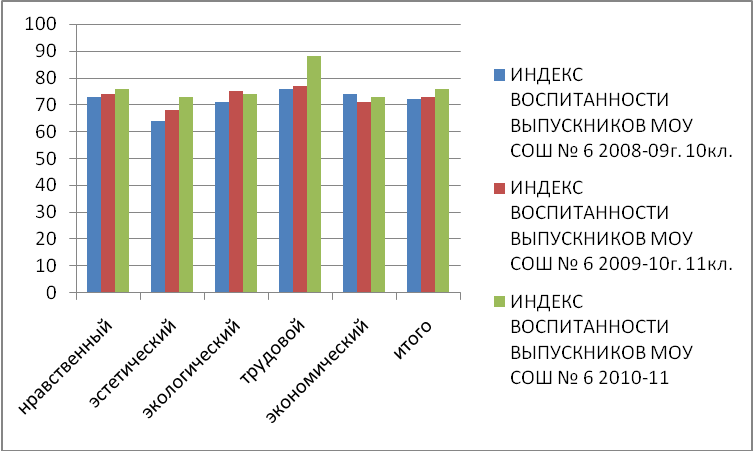 100
90
80
70
60
50
40
30
20
10
0
нравственный
эстетический
экологический
трудовой
экономический
итого
ИНДЕКС
ВОСПИТАННОСТИ
ВЫПУСКНИКОВ МОУ
СОШ № 6 2008-09г. 10кл.
ИНДЕКС
ВОСПИТАННОСТИ
ВЫПУСКНИКОВ МОУ
СОШ № 6 2009-10г. 11кл.
ИНДЕКС
ВОСПИТАННОСТИ
ВЫПУСКНИКОВ МОУ
СОШ № 6 2010-11